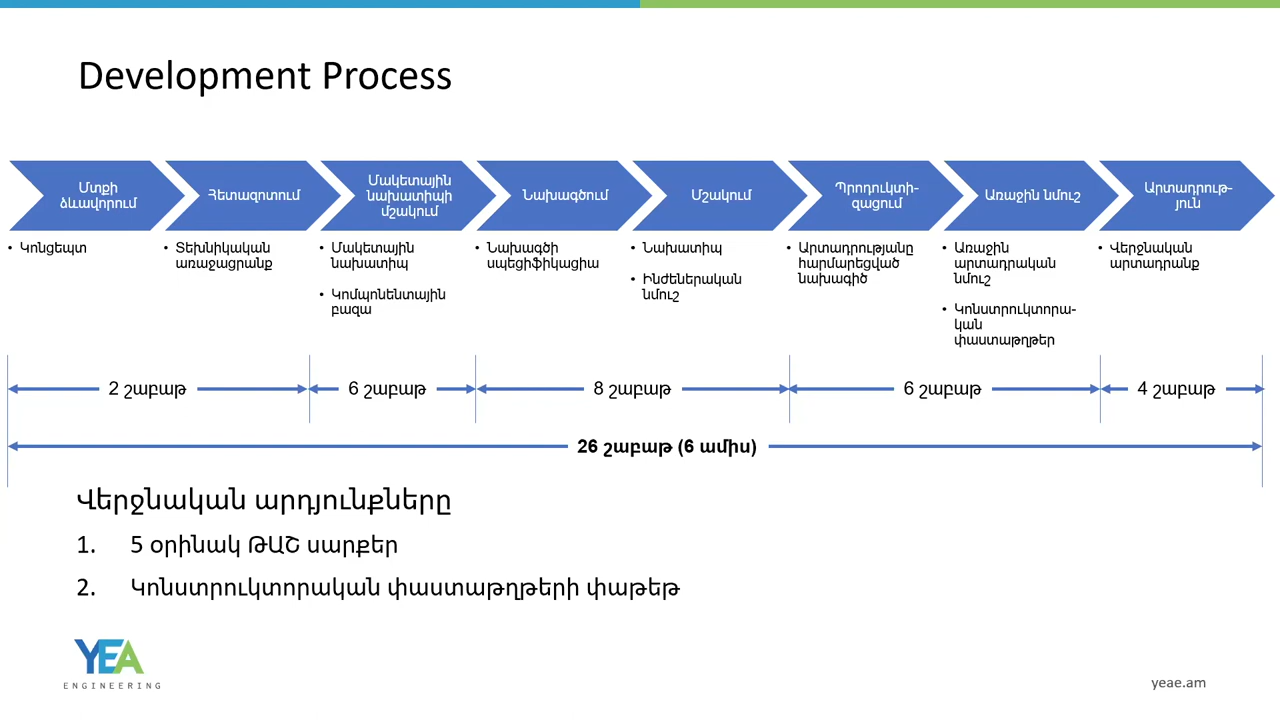 Development Process
Մտքի
ձևավորում
Հետազոտում
Մակետային
նախատիպի
մշակում
Նախագծում
Մշակում
Պրոդուկտի-
զացում
Առաջին նմուշ
Արտադրութ-
յուն
• Կոնցեպտ
• Տեխնիկական
առաջացրանք
• Մակետային
նախատիպ
• Կոմպոնենտային
բազա
• Նախագծի
սպեցիֆիկացիա
• Նախատիպ
• Ինժեներական
նմուշ
• Արտադրությանը
հարմարեցված
նախագիծ
• Առաջին
արտադրական
նմուշ
• Կոնստրուկտորա-
կան
փաստաթղթեր
• Վերջնական
արտադրանք
2 շաբաթ
6 շաբաթ
8 շաբաթ
6 շաբաթ
4 շաբաթ
26 շաբաթ (6 ամիս)
Վերջնական արդյունքները
1. 5 օրինակ ԹԱՇ սարքեր
2. Կոնստրուկտորական փաստաթղթերի փաթեթ
YEA
ENGINEERING
yeae.am